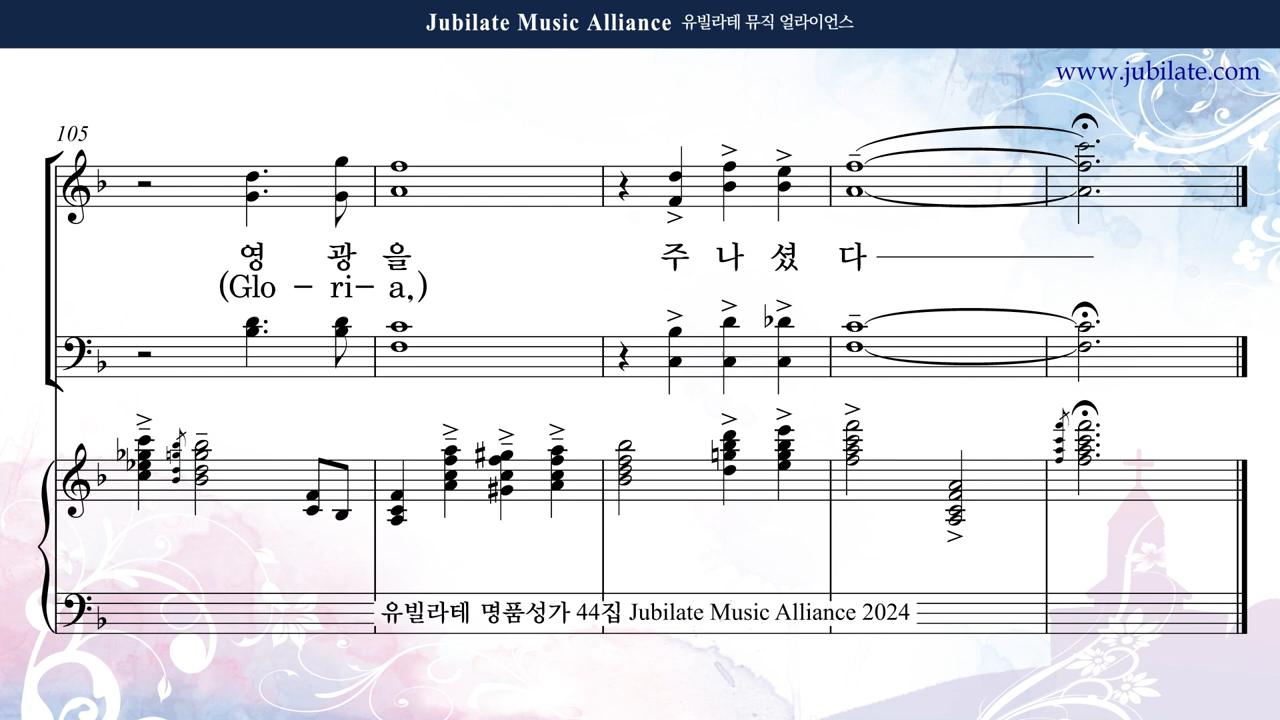 Jubilate Music Alliance 유빌라테 뮤직 얼라이언스
www.jubilate.com
105
영 광 을 주 나 셨 다
(Glo - ri- a,)
유빌라테 명품성가 44집 Jubilate Music Alliance 2024